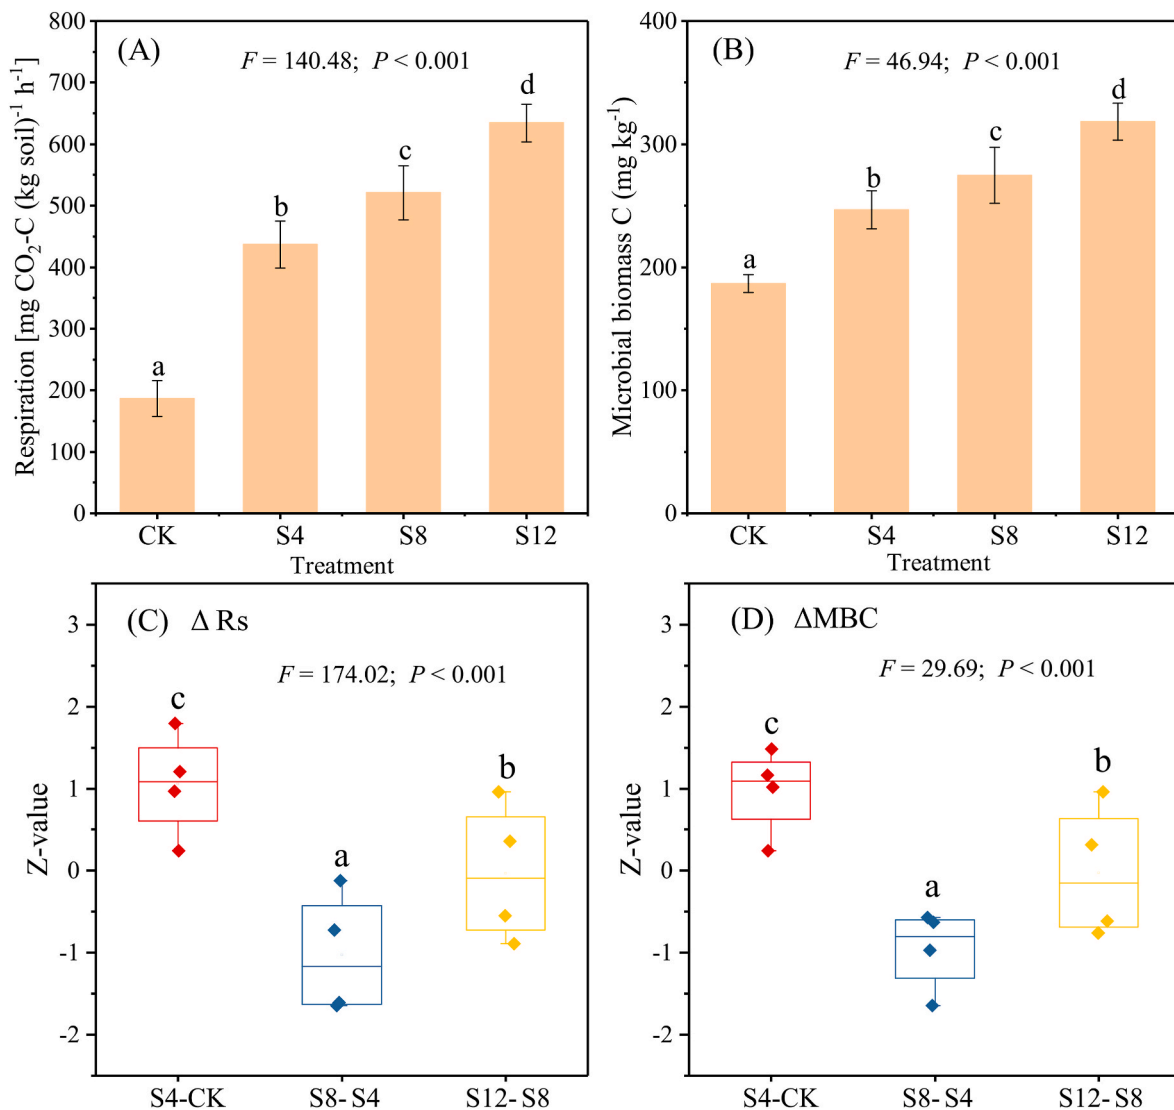 (A)
F = 140.48; P < 0.001
Respiration [mg CO₂-C (kg soil)⁻¹ h⁻¹]
800
700
600
500
400
300
200
100
0
a
b
c
d
CK S4 S8 S12
Treatment
(B)
F = 46.94; P < 0.001
Microbial biomass C (mg kg⁻¹)
400
300
200
100
0
a
b
c
d
CK S4 S8 S12
Treatment
(C) Δ Rs
F = 174.02; P < 0.001
Z-value
3
2
1
0
-1
-2
c
a
b
S4-CK S8-S4 S12-S8
(D) ΔMBC
F = 29.69; P < 0.001
Z-value
3
2
1
0
-1
-2
c
a
b
S4-CK S8-S4 S12-S8